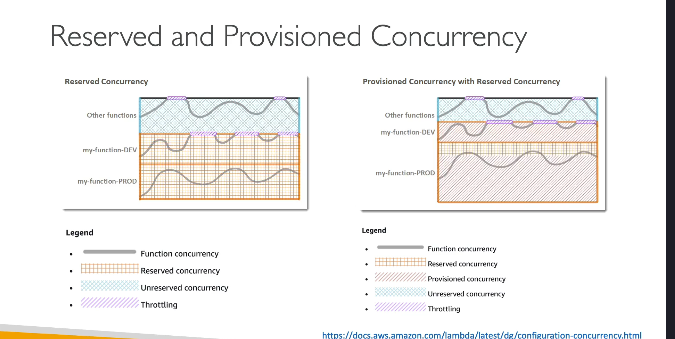 Reserved and Provisioned Concurrency
Reserved Concurrency
Other functions
my-function-DEV
my-function-PROD
Legend
• Function concurrency
• Reserved concurrency
• Unreserved concurrency
• Throttling
Provisioned Concurrency with Reserved Concurrency
Other functions
my-function-DEV
my-function-PROD
Legend
• Function concurrency
• Reserved concurrency
• Provisioned concurrency
• Unreserved concurrency
• Throttling
https://docs.aws.amazon.com/lambda/latest/dg/configuration-concurrency.html